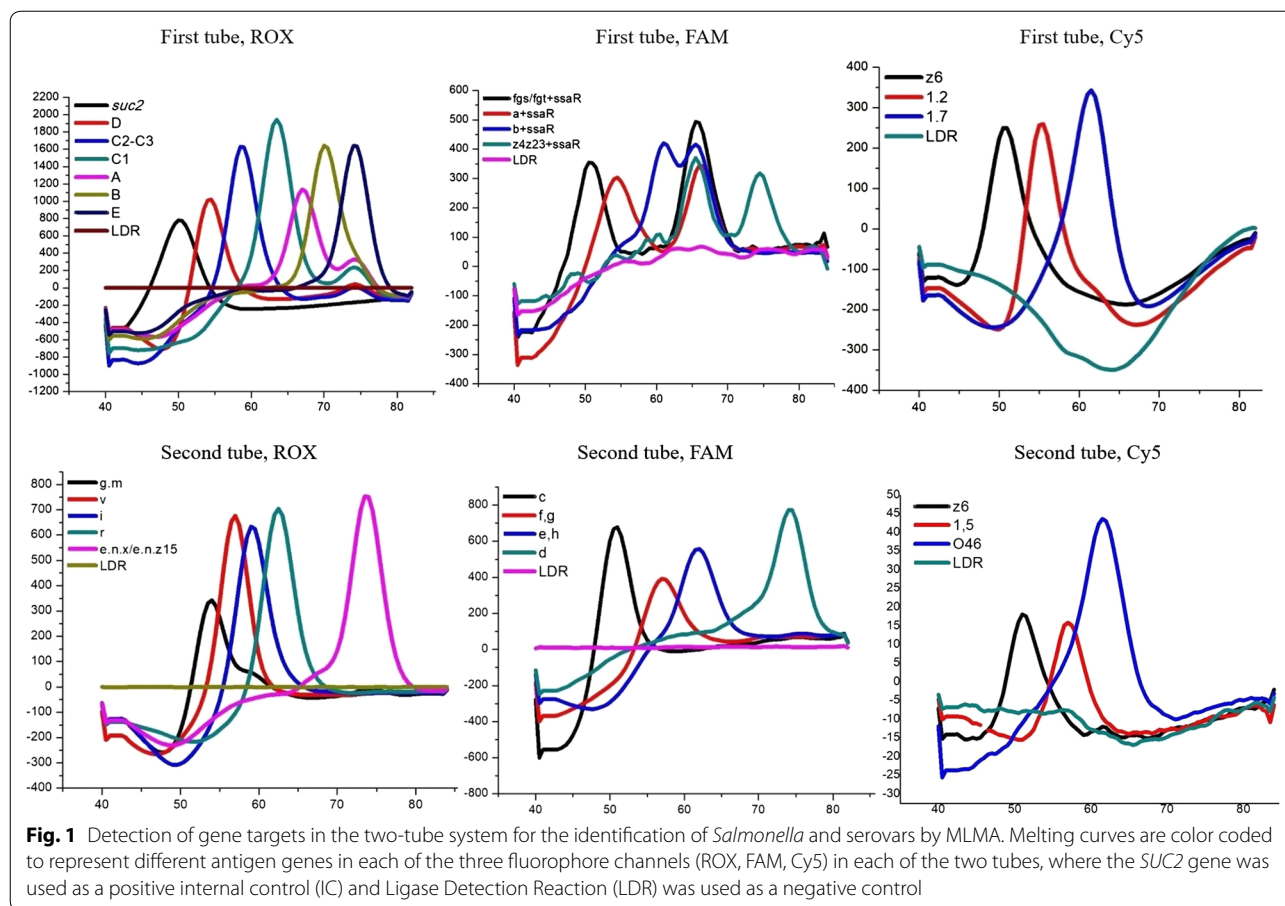 First tube, ROX
2200
2000
1800
1600
1400
1200
1000
800
600
400
200
0
-200
-400
-600
-800
-1000
-1200
suc2
D
C2-C3
C1
A
B
E
LDR
40 50 60 70 80
First tube, FAM
600
500
400
300
200
100
0
-100
-200
-300
-400
fgs/fgt+ssaR
a+ssaR
b+ssaR
z4z23+ssaR
LDR
40 50 60 70 80
First tube, Cy5
400
300
200
100
0
-100
-200
-300
-400
z6
1.2
1.7
LDR
40 50 60 70 80
Second tube, ROX
800
700
600
500
400
300
200
100
0
-100
-200
-300
-400
g.m
v
i
r
e.n.x/e.n.z15
LDR
40 50 60 70 80
Second tube, FAM
800
600
400
200
0
-200
-400
-600
-800
c
f,g
e,h
d
LDR
40 50 60 70 80
Second tube, Cy5
50
45
40
35
30
25
20
15
10
5
0
-5
-10
-15
-20
-25
-30
z6
1,5
O46
LDR
40 50 60 70 80
Fig. 1 Detection of gene targets in the two-tube system for the identification of Salmonella and serovars by MLMA. Melting curves are color coded
to represent different antigen genes in each of the three fluorophore channels (ROX, FAM, Cy5) in each of the two tubes, where the SUC2 gene was
used as a positive internal control (IC) and Ligase Detection Reaction (LDR) was used as a negative control